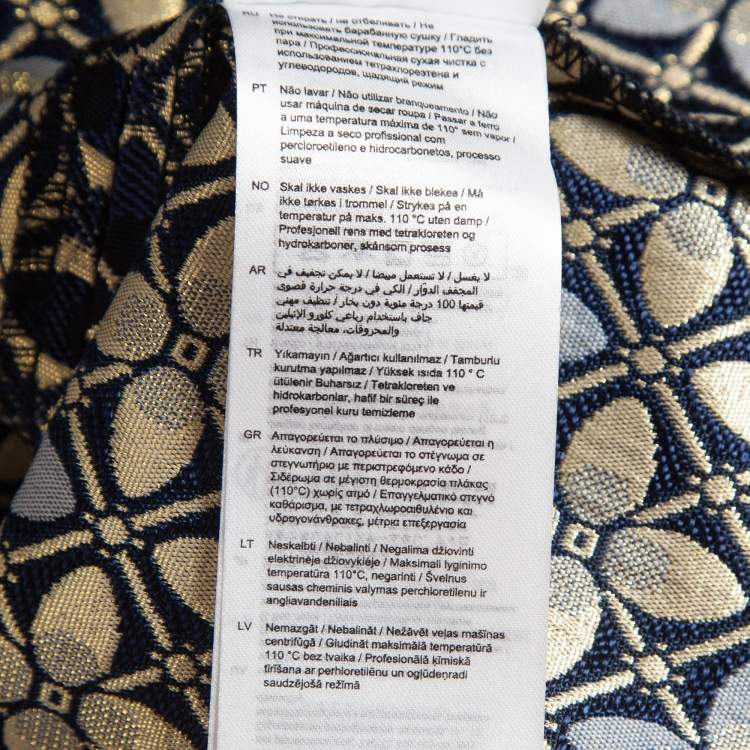 RU Не стирать / не отбеливать / Не
использовать барабанную сушку / Гладить
при максимальной температуре 110°C без
пара / Профессиональная сухая чистка с
использованием тетрахлорэтена и
углеводородов, щадящий режим
PT Não lavar / Não utilizar branqueamento / Não
usar máquina de secar roupa / Passar a ferro
a uma temperatura máxima de 110° sem vapor /
Limpeza a seco profissional com
percloroetileno e hidrocarbonetos, processo
suave
NO Skal ikke vaskes / Skal ikke blekes / Må
ikke tørkes i trommel / Strykes på en
temperatur på maks. 110 °C uten damp /
Profesjonell rens med tetrakloreten og
hydrokarboner, skånsom prosess
AR لا يغسل / لا تستعمل مبيضا / لا يمكن تجفيف في
المجفف الدوّار / الكي في درجة حرارة قصوى
قيمتها 100 درجة مئوية دون بخار / تنظيف مهني
جاف باستخدام رباعي كلورو الإثيلين
والمحروقات، معالجة معتدلة
TR Yıkamayın / Ağartıcı kullanılmaz / Tamburlu
kurutma yapılmaz / Yüksek ısıda 110 ° C
ütülenir Buharsız / Tetrakloreten ve
hidrokarbonlar, hafif bir süreç ile
profesyonel kuru temizleme
GR Απαγορεύεται το πλύσιμο / Απαγορεύεται η
λεύκανση / Απαγορεύεται το στέγνωμα σε
στεγνωτήριο με περιστρεφόμενο κάδο /
Σιδέρωμα σε μέγιστη θερμοκρασία πλάκας
(110°C) χωρίς ατμό / Επαγγελματικό στεγνό
καθάρισμα, με τετραχλωροαιθυλένιο και
υδρογονάνθρακες, μέτρια επεξεργασία
LT Neskalbti / Nebalinti / Negalima džiovinti
elektrinėje džiovyklėje / Maksimali lyginimo
temperatūra 110°C, negarinti / Švelnus
sausas cheminis valymas perchloretilenu ir
angliavandeniliais
LV Nemazgāt / Nebalināt / Nežāvēt veļas mašīnas
centrifūgā / Gludināt maksimālā temperatūrā
110 °C bez tvaika / Profesionālā ķīmiskā
tīrīšana ar perhloretilēnu un ogļūdeņradi
saudzējošā režīmā